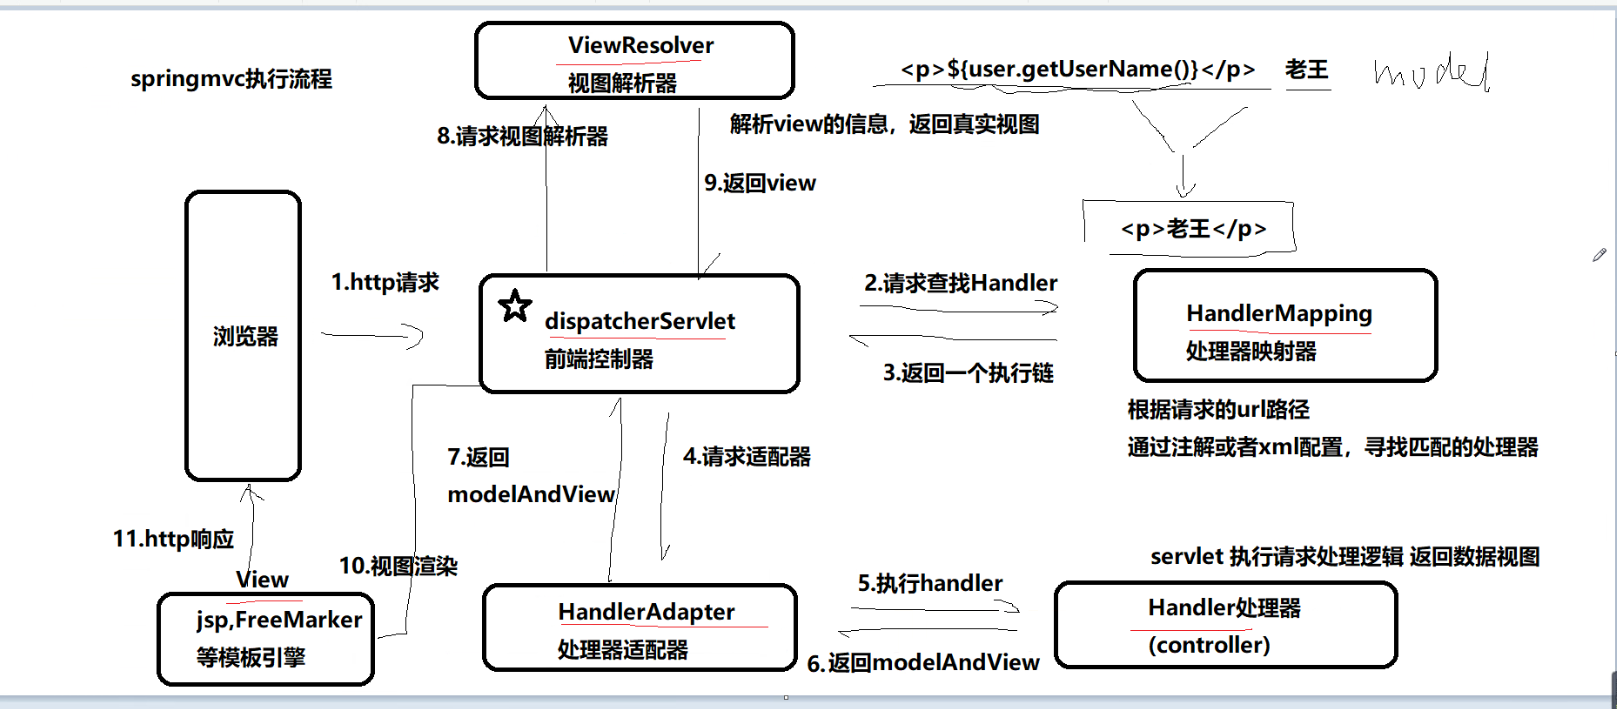 springmvc执行流程
ViewResolver
视图解析器
<p>${user.getUserName()}</p>
老王
model
8.请求视图解析器
解析view的信息，返回真实视图
9.返回view
<p>老王</p>
浏览器
1.http请求
dispatcherServlet
前端控制器
2.请求查找Handler
3.返回一个执行链
HandlerMapping
处理器映射器
根据请求的url路径
通过注解或者xml配置，寻找匹配的处理器
7.返回
modelAndView
4.请求适配器
11.http响应
View
10.视图渲染
jsp,FreeMarker
等模板引擎
HandlerAdapter
处理器适配器
5.执行handler
6.返回modelAndView
servlet 执行请求处理逻辑 返回数据视图
Handler处理器
(controller)